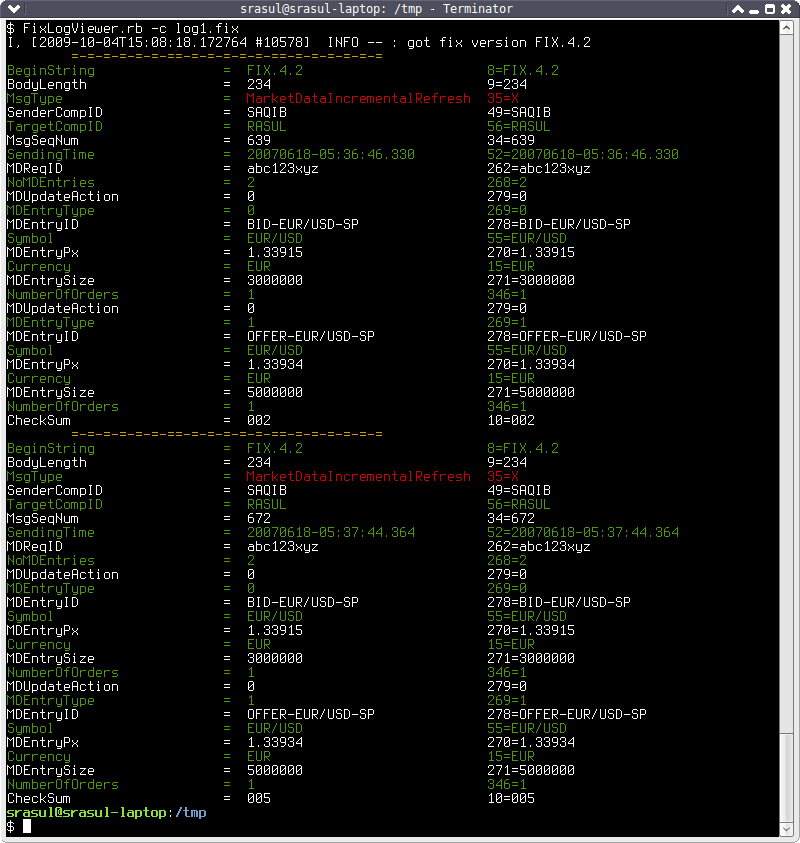 srasul@srasul-laptop: /tmp - Terminator
$ FixLogViewer.rb -c log1.fix
I, [2009-10-04T15:08:18.172764 #10578]  INFO -- : got fix version FIX.4.2
=-=-=-=-=-=-==-=-=-=-=-=-==-=-=-=-=-=-=
BeginString = FIX.4.2 8=FIX.4.2
BodyLength = 234 9=234
MsgType = MarketDataIncrementalRefresh 35=X
SenderCompID = SAQIB 49=SAQIB
TargetCompID = RASUL 56=RASUL
MsgSeqNum = 639 34=639
SendingTime = 20070618-05:36:46.330 52=20070618-05:36:46.330
MDReqID = abc123xyz 262=abc123xyz
NoMDEntries = 2 268=2
MDUpdateAction = 0 279=0
MDEntryType = 0 269=0
MDEntryID = BID-EUR/USD-SP 278=BID-EUR/USD-SP
Symbol = EUR/USD 55=EUR/USD
MDEntryPx = 1.33915 270=1.33915
Currency = EUR 15=EUR
MDEntrySize = 3000000 271=3000000
NumberOfOrders = 1 346=1
MDUpdateAction = 0 279=0
MDEntryType = 1 269=1
MDEntryID = OFFER-EUR/USD-SP 278=OFFER-EUR/USD-SP
Symbol = EUR/USD 55=EUR/USD
MDEntryPx = 1.33934 270=1.33934
Currency = EUR 15=EUR
MDEntrySize = 5000000 271=5000000
NumberOfOrders = 1 346=1
CheckSum = 002 10=002
=-=-=-=-=-=-==-=-=-=-=-=-==-=-=-=-=-=-=
BeginString = FIX.4.2 8=FIX.4.2
BodyLength = 234 9=234
MsgType = MarketDataIncrementalRefresh 35=X
SenderCompID = SAQIB 49=SAQIB
TargetCompID = RASUL 56=RASUL
MsgSeqNum = 672 34=672
SendingTime = 20070618-05:37:44.364 52=20070618-05:37:44.364
MDReqID = abc123xyz 262=abc123xyz
NoMDEntries = 2 268=2
MDUpdateAction = 0 279=0
MDEntryType = 0 269=0
MDEntryID = BID-EUR/USD-SP 278=BID-EUR/USD-SP
Symbol = EUR/USD 55=EUR/USD
MDEntryPx = 1.33915 270=1.33915
Currency = EUR 15=EUR
MDEntrySize = 3000000 271=3000000
NumberOfOrders = 1 346=1
MDUpdateAction = 0 279=0
MDEntryType = 1 269=1
MDEntryID = OFFER-EUR/USD-SP 278=OFFER-EUR/USD-SP
Symbol = EUR/USD 55=EUR/USD
MDEntryPx = 1.33934 270=1.33934
Currency = EUR 15=EUR
MDEntrySize = 5000000 271=5000000
NumberOfOrders = 1 346=1
CheckSum = 005 10=005
srasul@srasul-laptop:/tmp
$